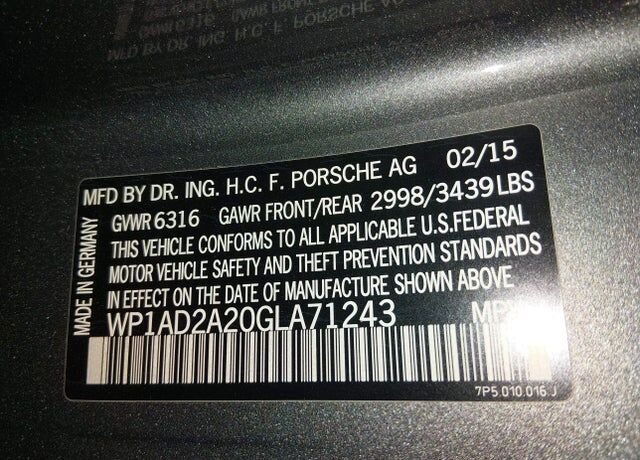 MFD BY DR. ING. H.C. F. PORSCHE AG 02/15
GVWR 6316 GAWR FRONT/REAR 2998/3439 LBS
THIS VEHICLE CONFORMS TO ALL APPLICABLE U.S.FEDERAL
MOTOR VEHICLE SAFETY AND THEFT PREVENTION STANDARDS
IN EFFECT ON THE DATE OF MANUFACTURE SHOWN ABOVE
WP1AD2A20GLA71243
7P5.010.016.J
MADE IN GERMANY